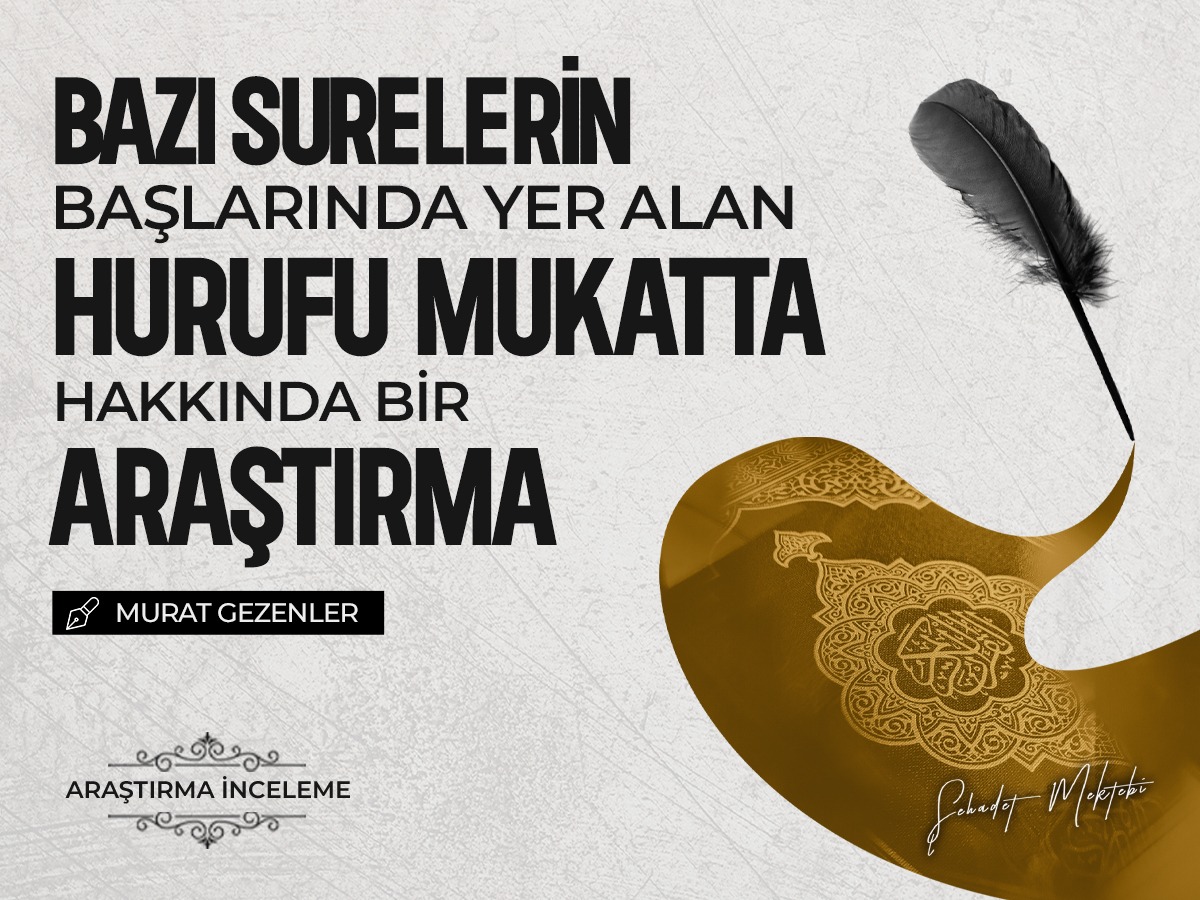 BAZI SURELERİN
BAŞLARINDA YER ALAN
HURUFU MUKATTA
HAKKINDA BİR
ARAŞTIRMA
MURAT GEZENLER
ARAŞTIRMA İNCELEME
Şehadet Mektebi